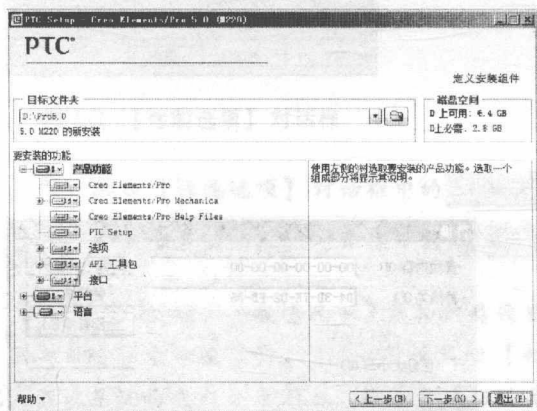 PTC Setup - Creo Elements/Pro 5.0 (M220)
PTC®
定义安装组件
目标文件夹
D:\Pro5.0
5.0 M220 的额安装
磁盘空间
D 上可用: 6.4 GB
D上必需: 2.8 GB
要安装的功能
产品功能
Creo Elements/Pro
Creo Elements/Pro Mechanica
Creo Elements/Pro Help Files
PTC Setup
选项
API 工具包
接口
平台
语言
使用左侧的树选取要安装的产品功能。选取一个
组成部分将显示其说明。
帮助
< 上一步(B)
下一步(N) >
退出(E)